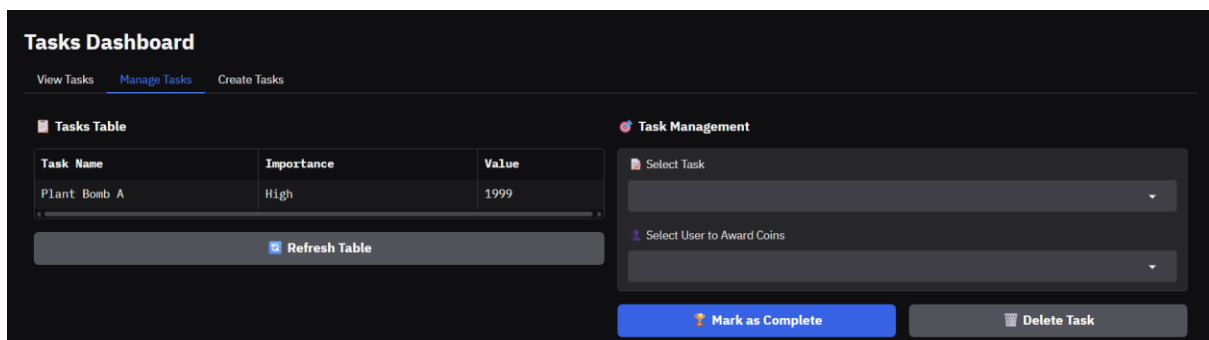 Tasks Dashboard
View Tasks Manage Tasks Create Tasks
Tasks Table
Task Name Importance Value
Plant Bomb A High 1999
Refresh Table
Task Management
Select Task
Select User to Award Coins
Mark as Complete Delete Task